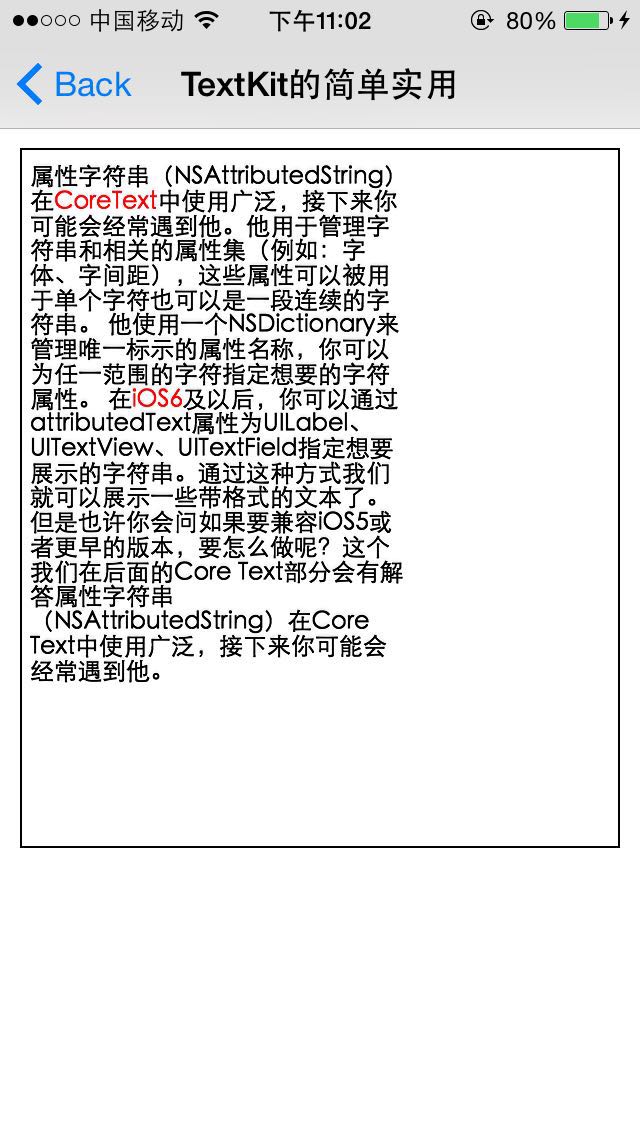 中国移动 下午11:02 80%
Back TextKit的简单实用
属性字符串（NSAttributedString）
在CoreText中使用广泛，接下来你
可能会经常遇到他。他用于管理字
符串和相关的属性集（例如：字
体、字间距），这些属性可以被用
于单个字符也可以是一段连续的字
符串。 他使用一个NSDictionary来
管理唯一标示的属性名称，你可以
为任一范围的字符指定想要的字符
属性。 在iOS6及以后，你可以通过
attributedText属性为UILabel、
UITextView、UITextField指定想要
展示的字符串。通过这种方式我们
就可以展示一些带格式的文本了。
但是也许你会问如果要兼容iOS5或
者更早的版本，要怎么做呢？这个
我们在后面的Core Text部分会有解
答属性字符串
（NSAttributedString）在Core
Text中使用广泛，接下来你可能会
经常遇到他。